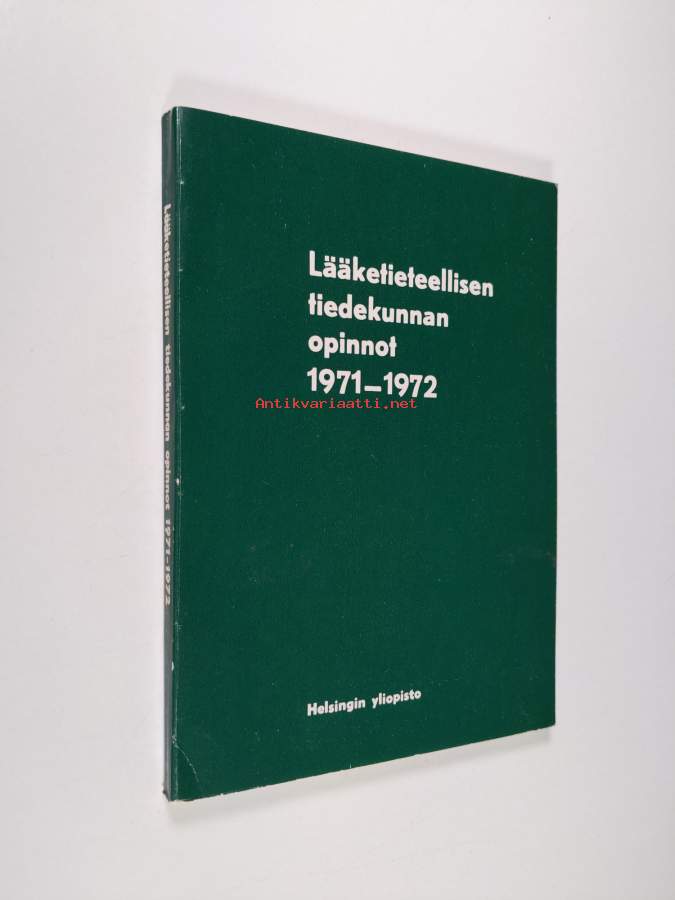 Lääketieteellisen tiedekunnan opinnot 1971-1972
Lääketieteellisen
tiedekunnan
opinnot
1971–1972
Antikvariaatti.net
Helsingin yliopisto